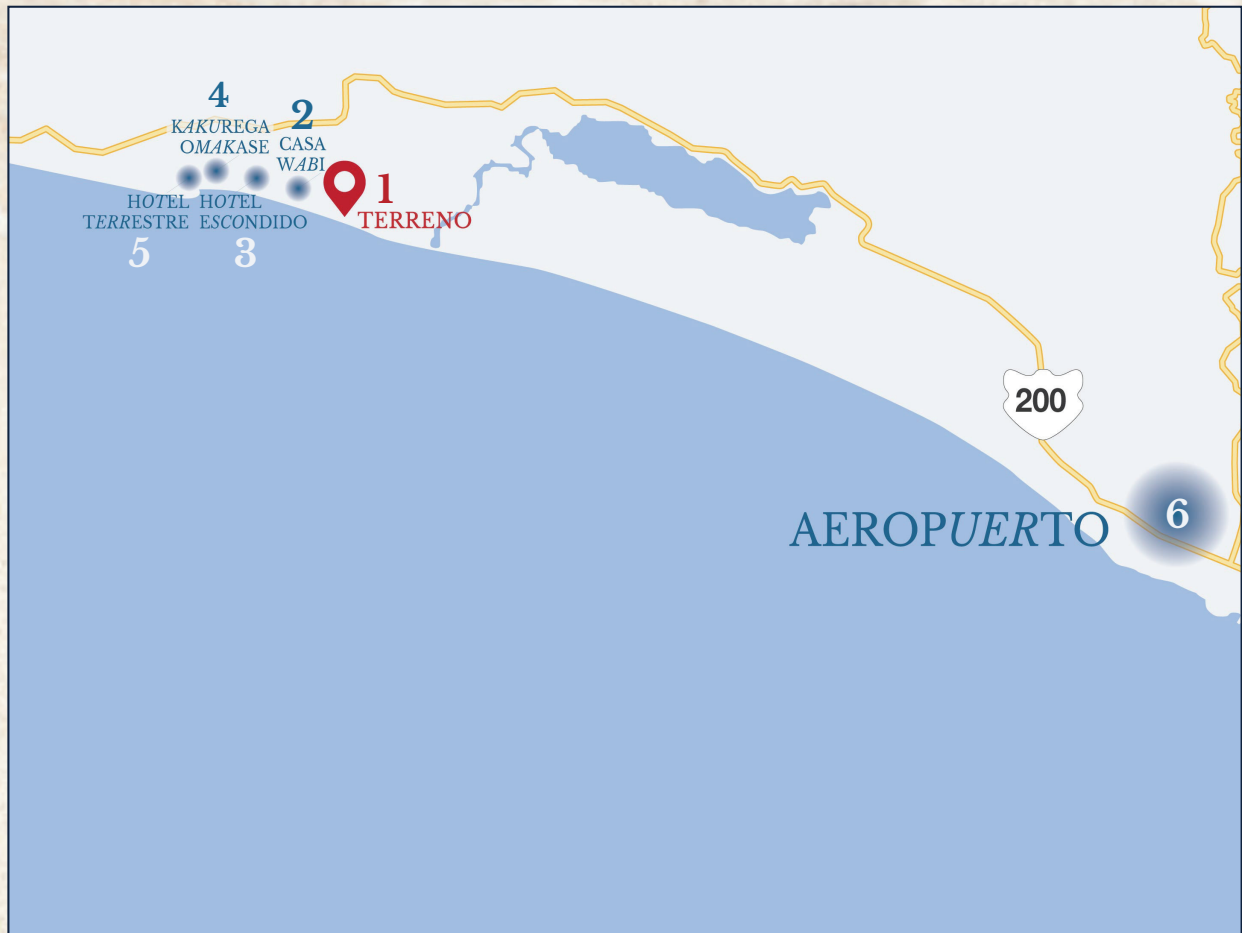 4
KAKUREGA
OMAKASE
2
CASA
WABI
1
TERRENO
HOTEL
TERRESTRE
5
HOTEL
ESCONDIDO
3
200
AEROPUERTO
6